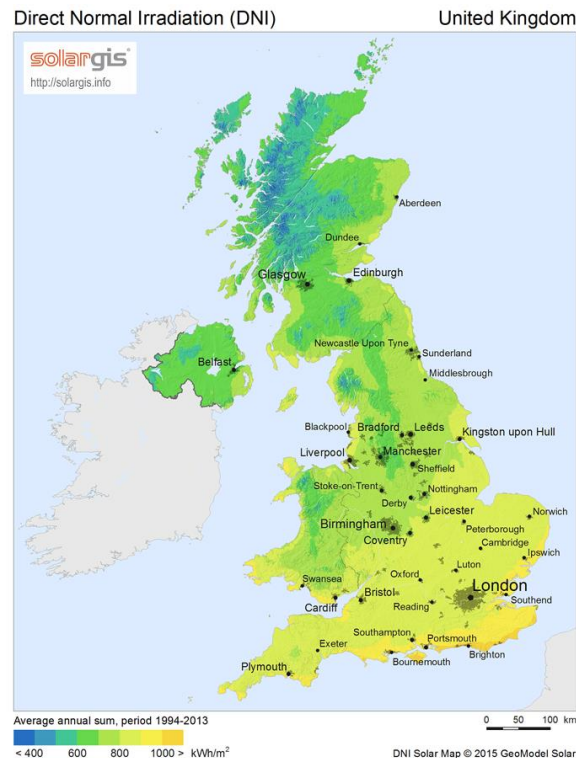 Direct Normal Irradiation (DNI)
United Kingdom
solargis
http://solargis.info
Aberdeen
Dundee
Glasgow
Edinburgh
Newcastle Upon Tyne
Sunderland
Belfast
Middlesbrough
Blackpool
Bradford
Leeds
Kingston upon Hull
Liverpool
Manchester
Sheffield
Stoke-on-Trent
Nottingham
Derby
Leicester
Norwich
Birmingham
Peterborough
Coventry
Cambridge
Ipswich
Luton
Oxford
Swansea
London
Bristol
Southend
Cardiff
Reading
Southampton
Portsmouth
Exeter
Brighton
Bournemouth
Plymouth
Average annual sum, period 1994-2013
0 50 100 km
< 400 600 800 1000 > kWh/m²
DNI Solar Map © 2015 GeoModel Solar